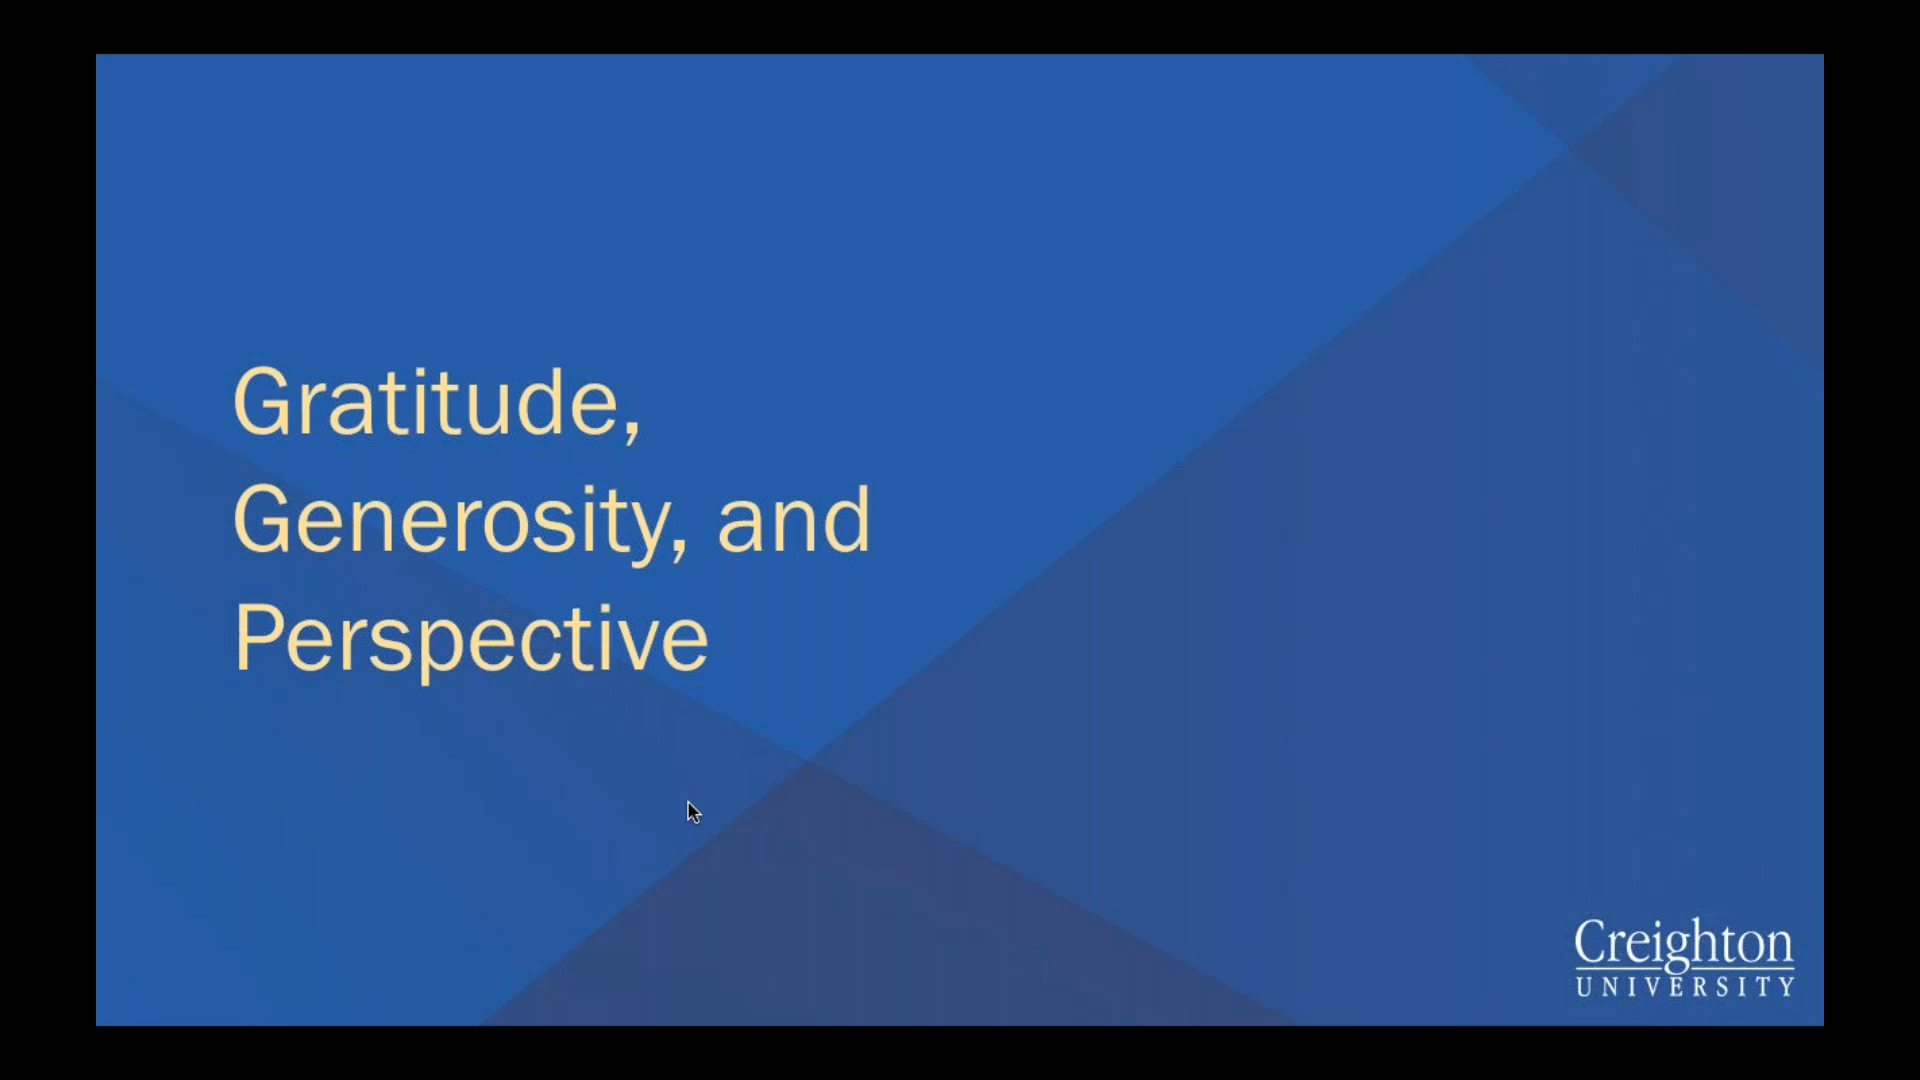 Gratitude,
Generosity, and
Perspective
Creighton
UNIVERSITY